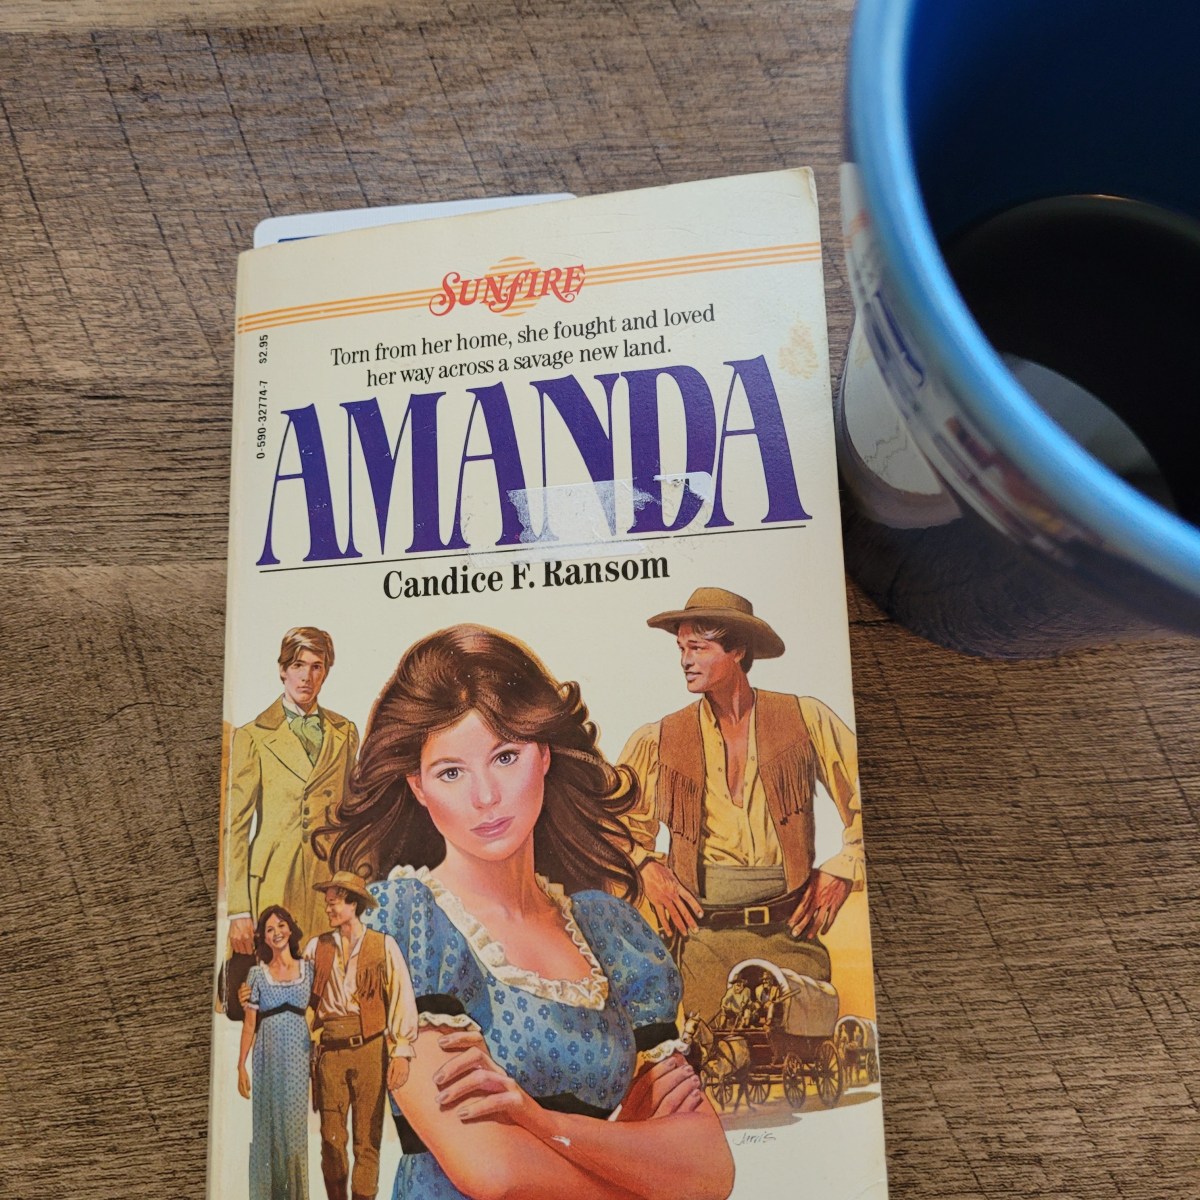 SUNFIRE
Torn from her home, she fought and loved
her way across a savage new land.
AMANDA
Candice F. Ransom
0-590-32774-7 $2.95
Jarvis